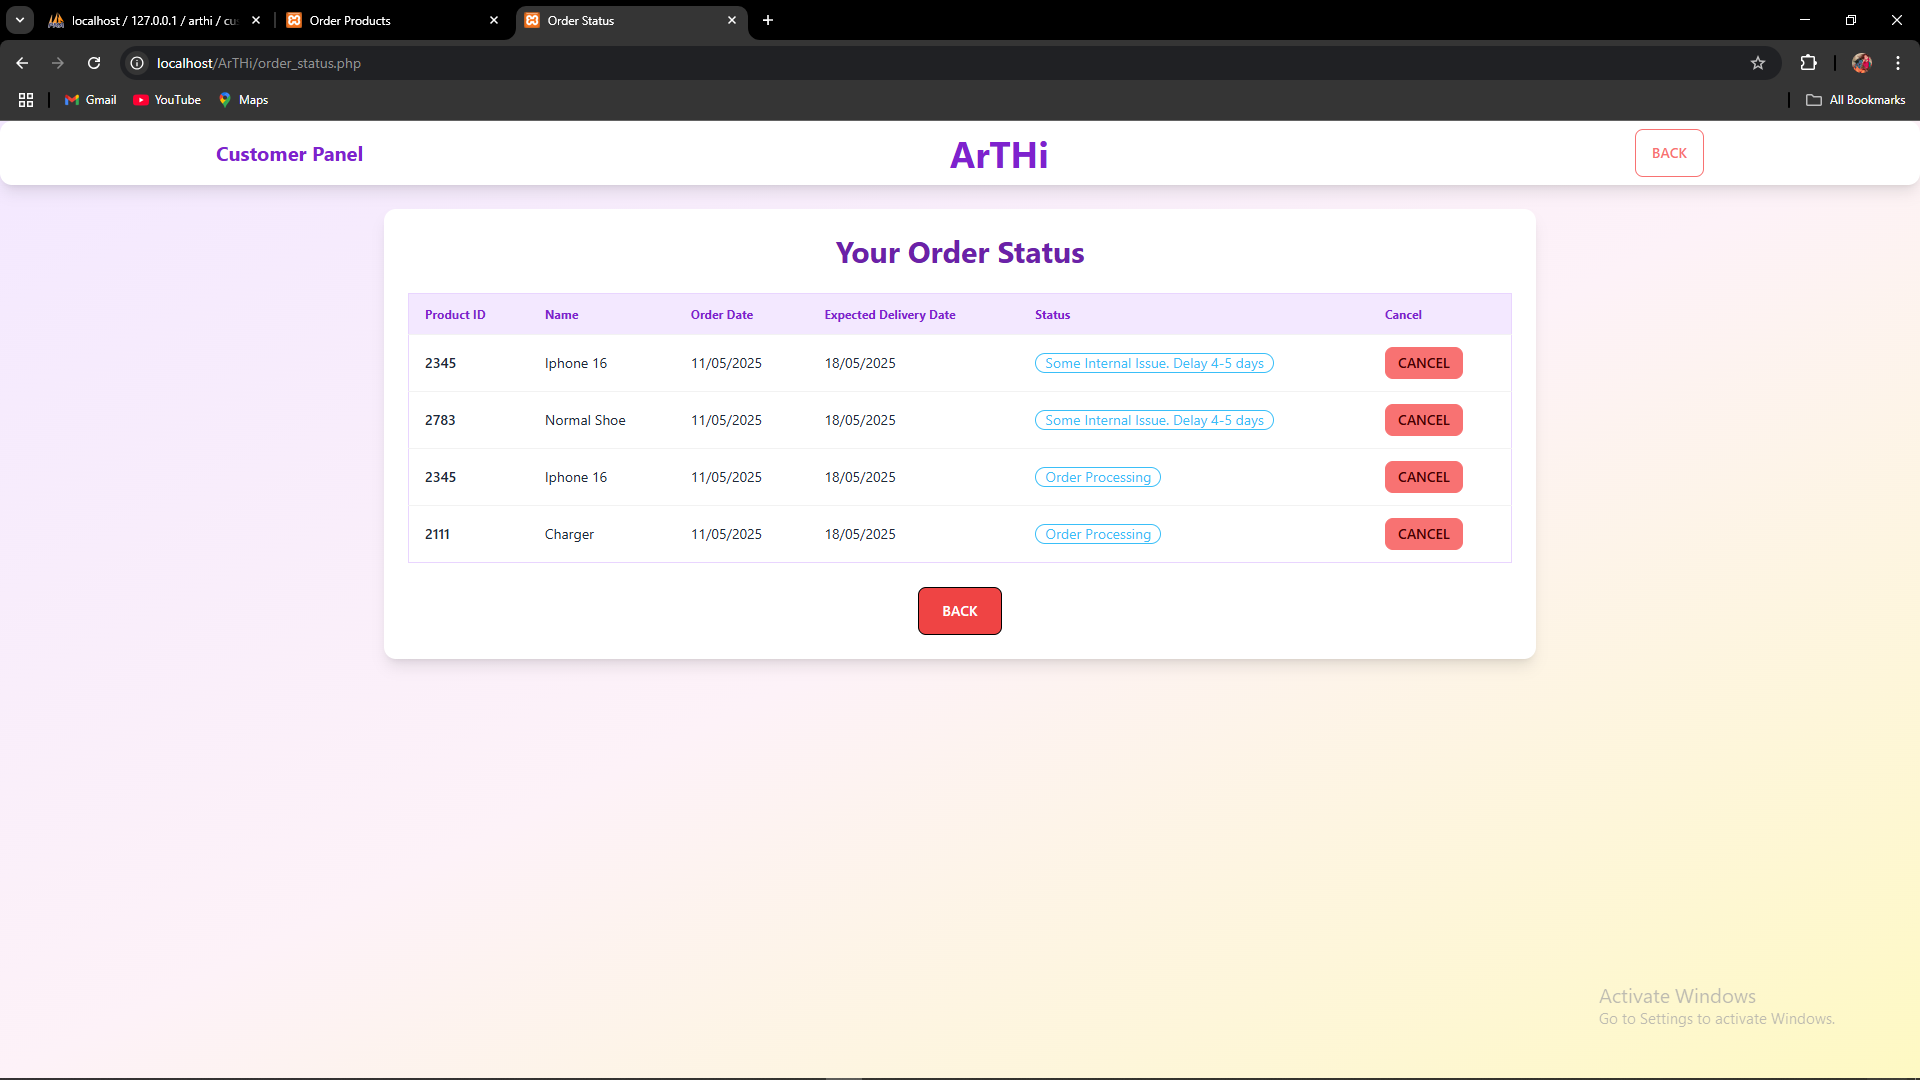 localhost / 127.0.0.1 / arthi / cu
Order Products
Order Status
localhost/ArTHi/order_status.php
Gmail
YouTube
Maps
All Bookmarks
Customer Panel
ArTHi
BACK
Your Order Status
Product ID Name Order Date Expected Delivery Date Status Cancel
2345 Iphone 16 11/05/2025 18/05/2025 Some Internal Issue. Delay 4-5 days CANCEL
2783 Normal Shoe 11/05/2025 18/05/2025 Some Internal Issue. Delay 4-5 days CANCEL
2345 Iphone 16 11/05/2025 18/05/2025 Order Processing CANCEL
2111 Charger 11/05/2025 18/05/2025 Order Processing CANCEL
BACK
Activate Windows
Go to Settings to activate Windows.